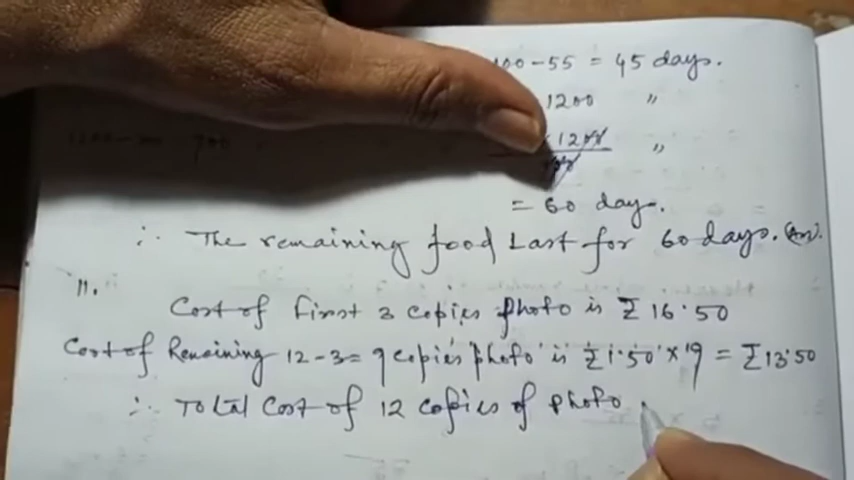 100-55 = 45 days.
1200 "
1200 "
= 60 days.
∴ The remaining food Last for 60 days. (Ans).
11.
Cost of first 3 copies photo is ₹ 16.50
Cost of Remaining 12-3= 9 copies photo is ₹1.50 × 9 = ₹13.50
∴ Total Cost of 12 copies of photo